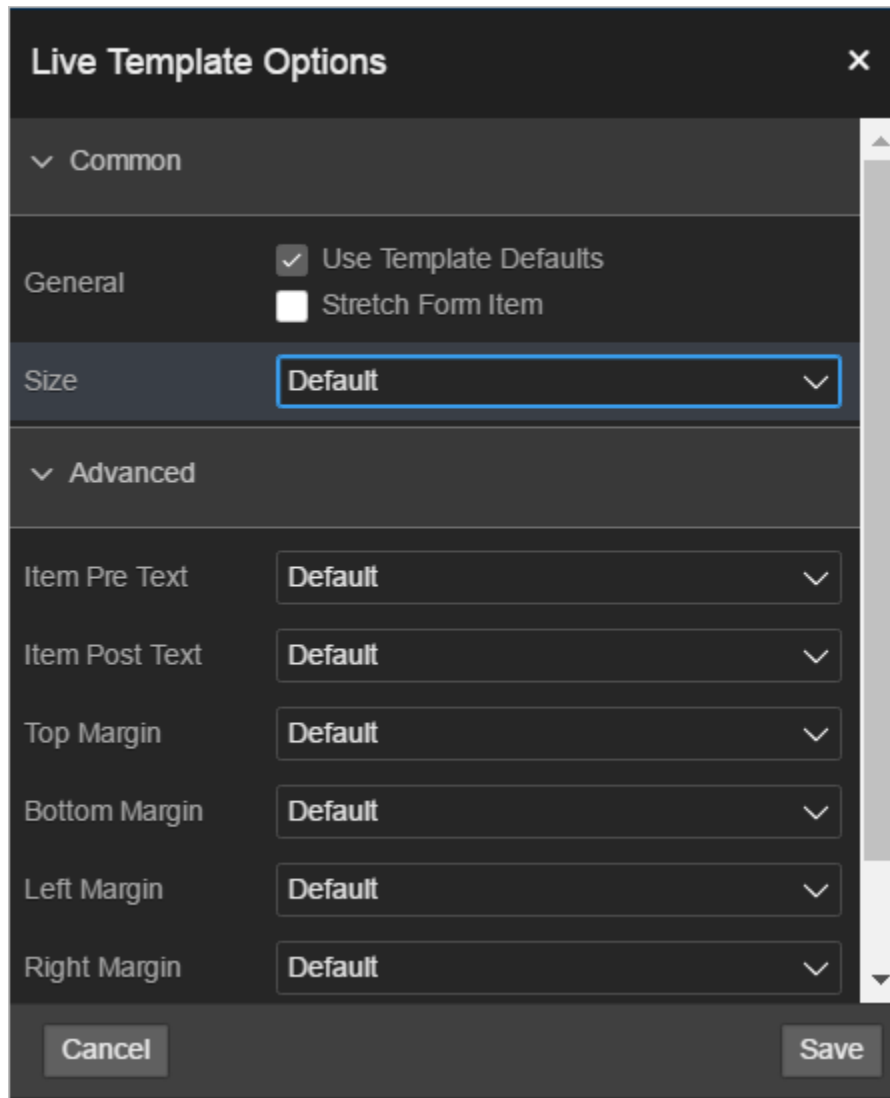 Live Template Options
Common
General
Use Template Defaults
Stretch Form Item
Size Default
Advanced
Item Pre Text Default
Item Post Text Default
Top Margin Default
Bottom Margin Default
Left Margin Default
Right Margin Default
Cancel Save